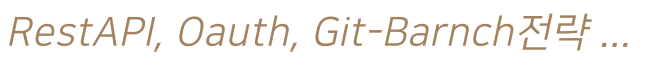 RestAPI, Oauth, Git-Barnch전략 ...